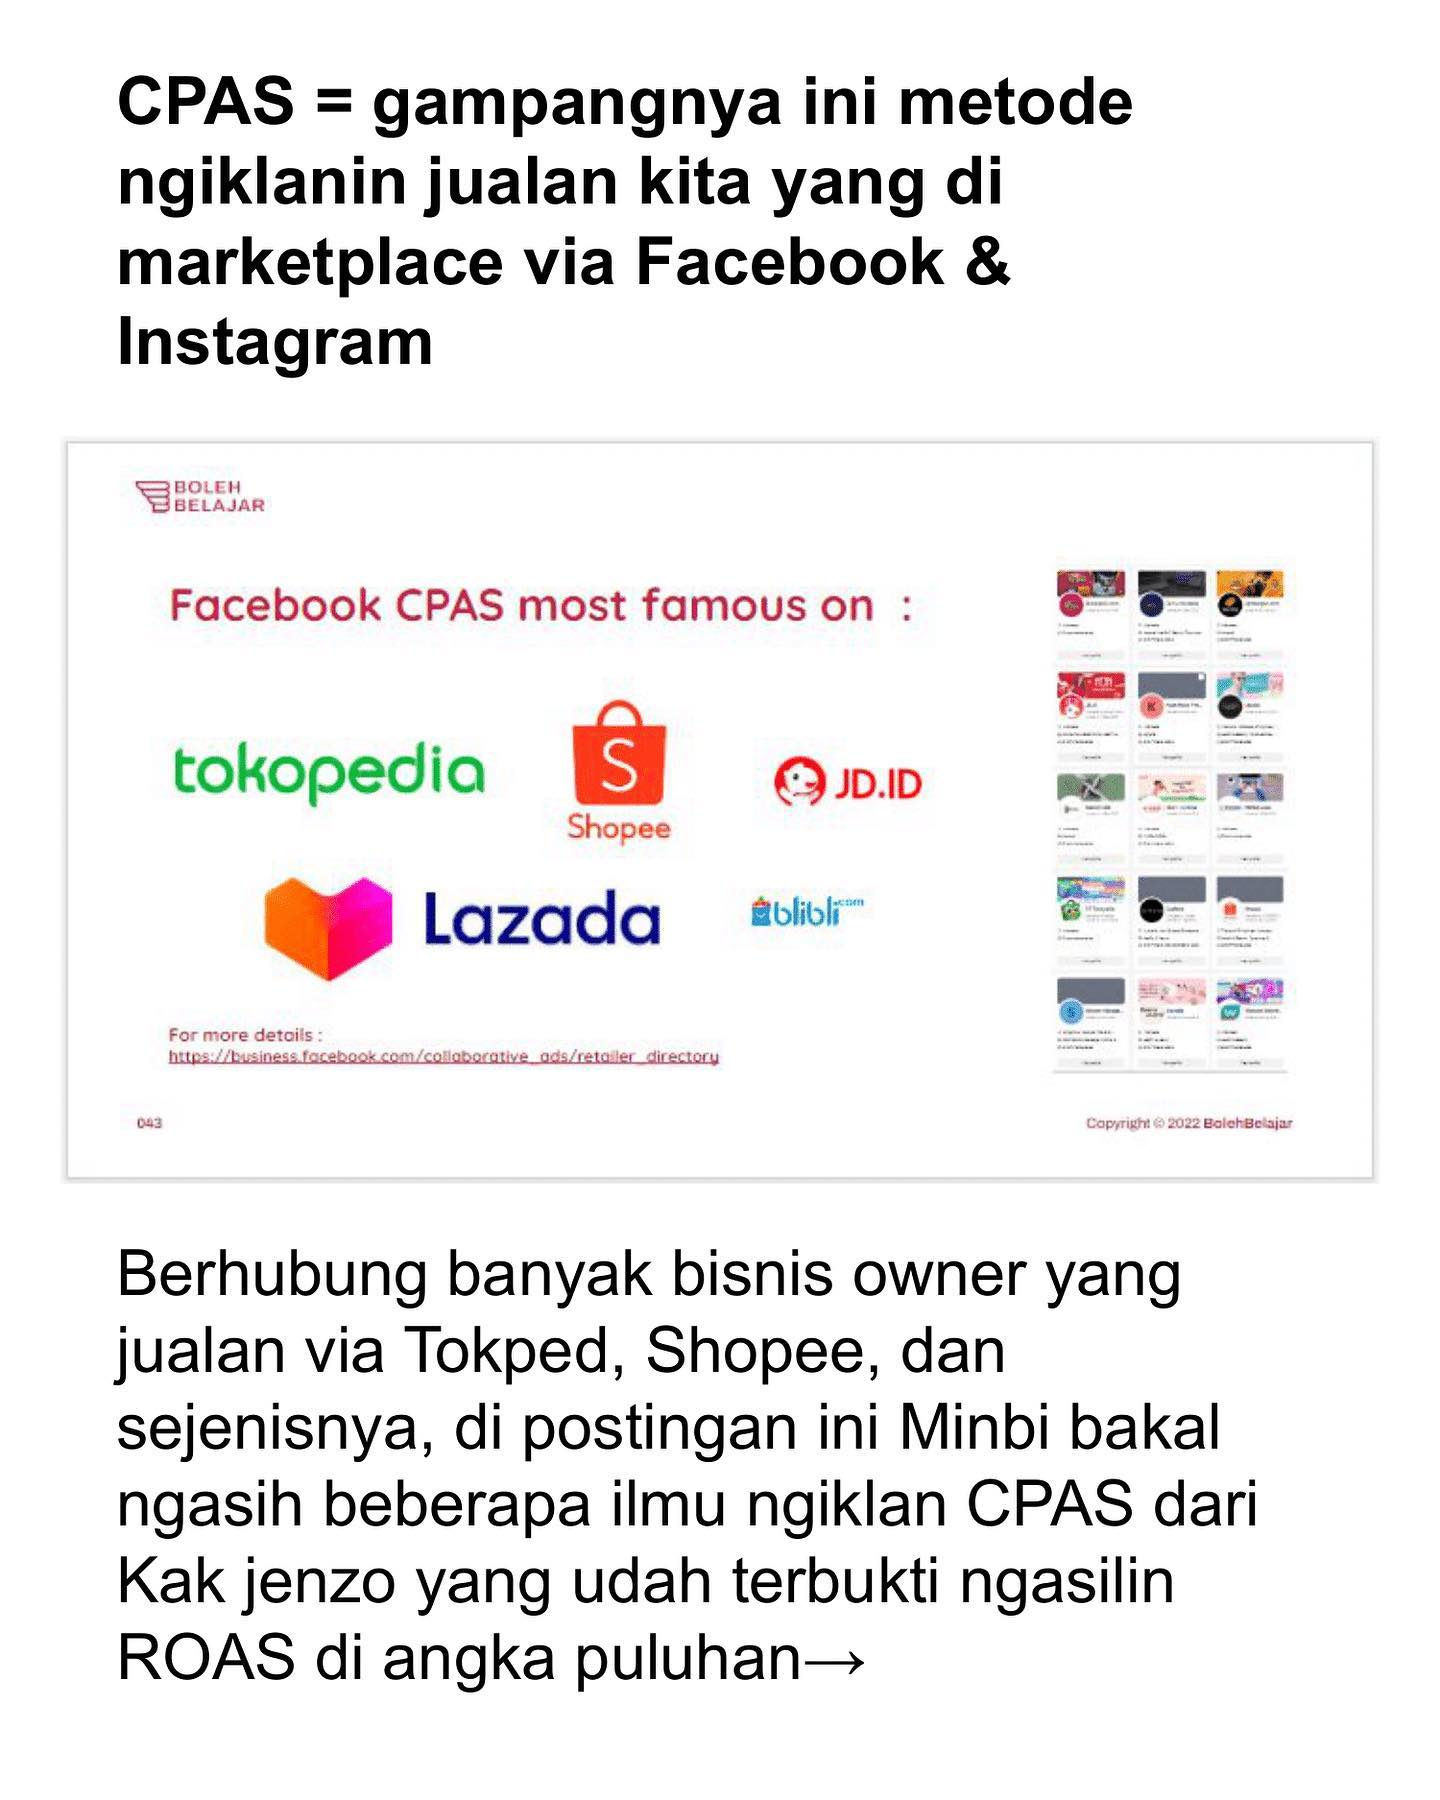 CPAS = gampangnya ini metode
ngiklanin jualan kita yang di
marketplace via Facebook &
Instagram
BOLEH
BELAJAR
Facebook CPAS most famous on :
tokopedia
S
Shopee
JD.ID
Lazada
blibli.com
For more details :
https://business.facebook.com/collaborative_ads/retailer_directory
043
Copyright © 2022 BolehBelajar
Berhubung banyak bisnis owner yang
jualan via Tokped, Shopee, dan
sejenisnya, di postingan ini Minbi bakal
ngasih beberapa ilmu ngiklan CPAS dari
Kak jenzo yang udah terbukti ngasilin
ROAS di angka puluhan→